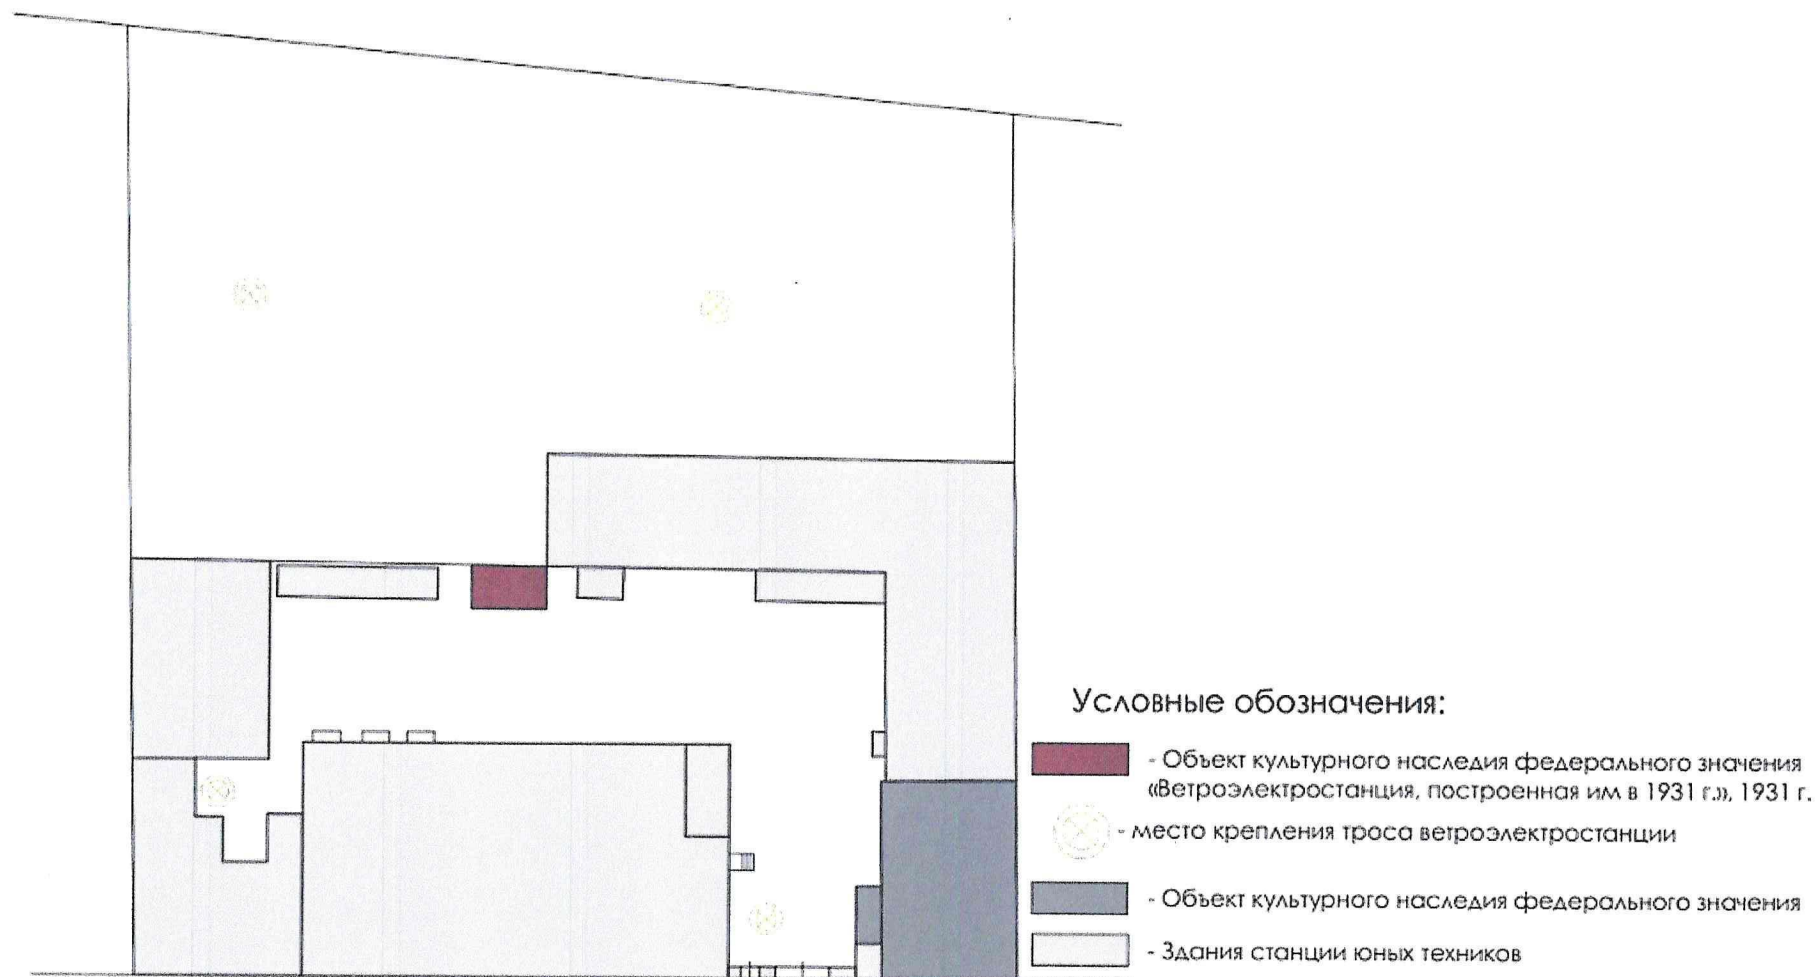 Условные обозначения:
- Объект культурного наследия федерального значения
«Ветроэлектростанция, построенная им в 1931 г.», 1931 г.
- место крепления троса ветроэлектростанции
- Объект культурного наследия федерального значения
- Здания станции юных техников